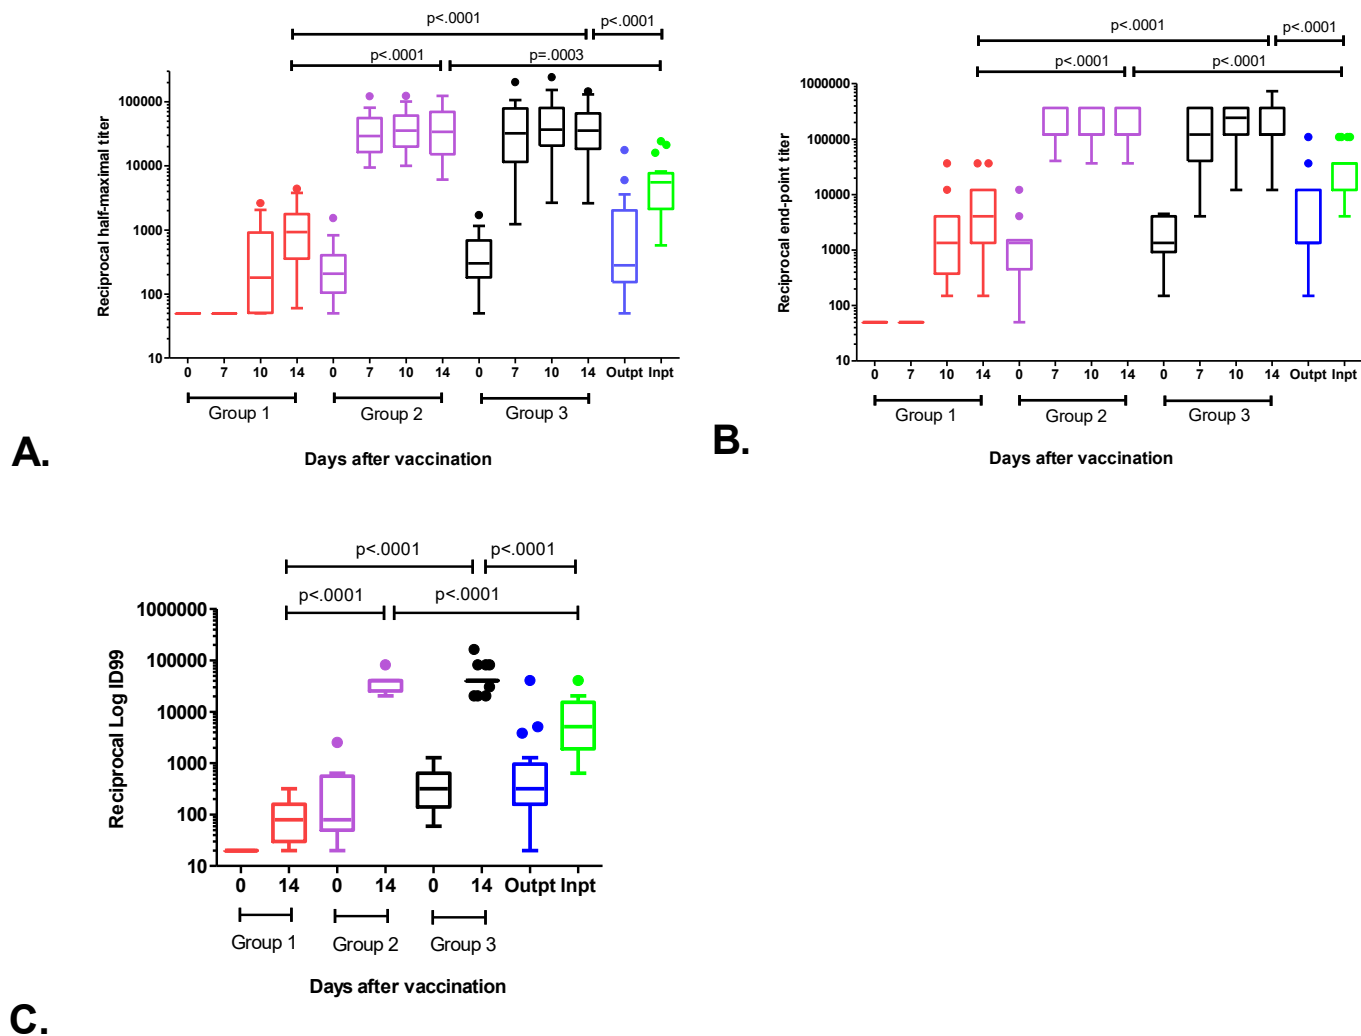 p<.0001
p<.0001
p<.0001
p=.0003
Reciprocal half-maximal titer
100000
10000
1000
100
10
0
7
10
14
0
7
10
14
0
7
10
14
Outpt
Inpt
Group 1
Group 2
Group 3
A.
Days after vaccination
p<.0001
p<.0001
p<.0001
p<.0001
Reciprocal end-point titer
1000000
100000
10000
1000
100
10
0
7
10
14
0
7
10
14
0
7
10
14
Outpt
Inpt
Group 1
Group 2
Group 3
B.
Days after vaccination
p<.0001
p<.0001
p<.0001
p<.0001
Reciprocal Log ID99
1000000
100000
10000
1000
100
10
0
14
0
14
0
14
Outpt
Inpt
Group 1
Group 2
Group 3
Days after vaccination
C.